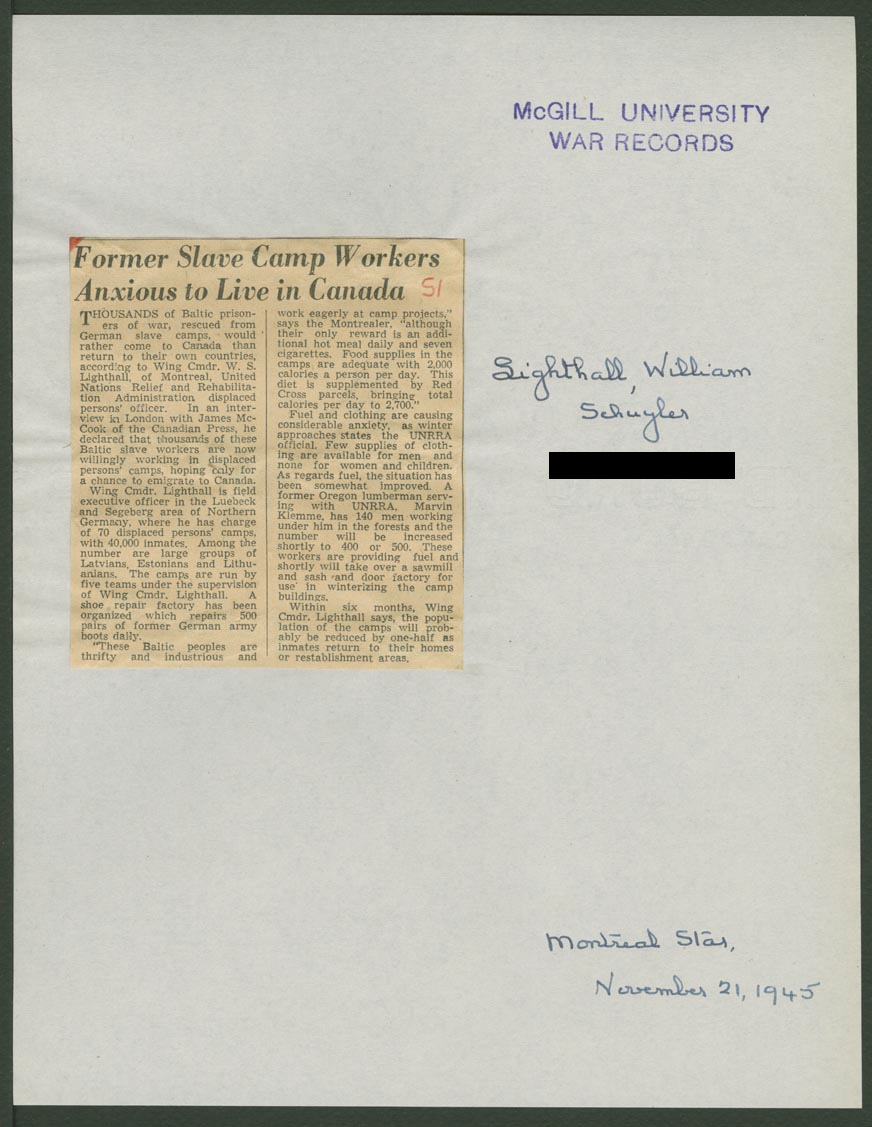 McGILL UNIVERSITY
WAR RECORDS
Former Slave Camp Workers
Anxious to Live in Canada 51
THOUSANDS of Baltic prison-
ers of war, rescued from
German slave camps, would
rather come to Canada than
return to their own countries,
according to Wing Cmdr. W. S.
Lighthall, of Montreal, United
Nations Relief and Rehabilita-
tion Administration displaced
persons' officer. In an inter-
view in London with James Mc-
Cook of the Canadian Press, he
declared that thousands of these
Baltic slave workers are now
willingly working in displaced
persons' camps, hoping only for
a chance to emigrate to Canada.
Wing Cmdr. Lighthall is field
executive officer in the Luebeck
and Segeberg area of Northern
Germany, where he has charge
of 70 displaced persons' camps,
with 40,000 inmates. Among the
number are large groups of
Latvians, Estonians and Lithu-
anians. The camps are run by
five teams under the supervision
of Wing Cmdr. Lighthall. A
shoe repair factory has been
organized which repairs 500
pairs of former German army
boots daily.
"These Baltic peoples are
thrifty and industrious and
work eagerly at camp projects,"
says the Montrealer, "although
their only reward is an addi-
tional hot meal daily and seven
cigarettes. Food supplies in the
camps are adequate with 2,000
calories a person per day. This
diet is supplemented by Red
Cross parcels, bringing total
calories per day to 2,700."
Fuel and clothing are causing
considerable anxiety, as winter
approaches states the UNRRA
official. Few supplies of cloth-
ing are available for men and
none for women and children.
As regards fuel, the situation has
been somewhat improved. A
former Oregon lumberman serv-
ing with UNRRA, Marvin
Klemme, has 140 men working
under him in the forests and the
number will be increased
shortly to 400 or 500. These
workers are providing fuel and
shortly will take over a sawmill
and sash and door factory for
use in winterizing the camp
buildings.
Within six months, Wing
Cmdr. Lighthall says, the popu-
lation of the camps will prob-
ably be reduced by one-half as
inmates return to their homes
or restablishment areas.
Lighthall, William
Schuyler
Montreal Star,
November 21, 1945